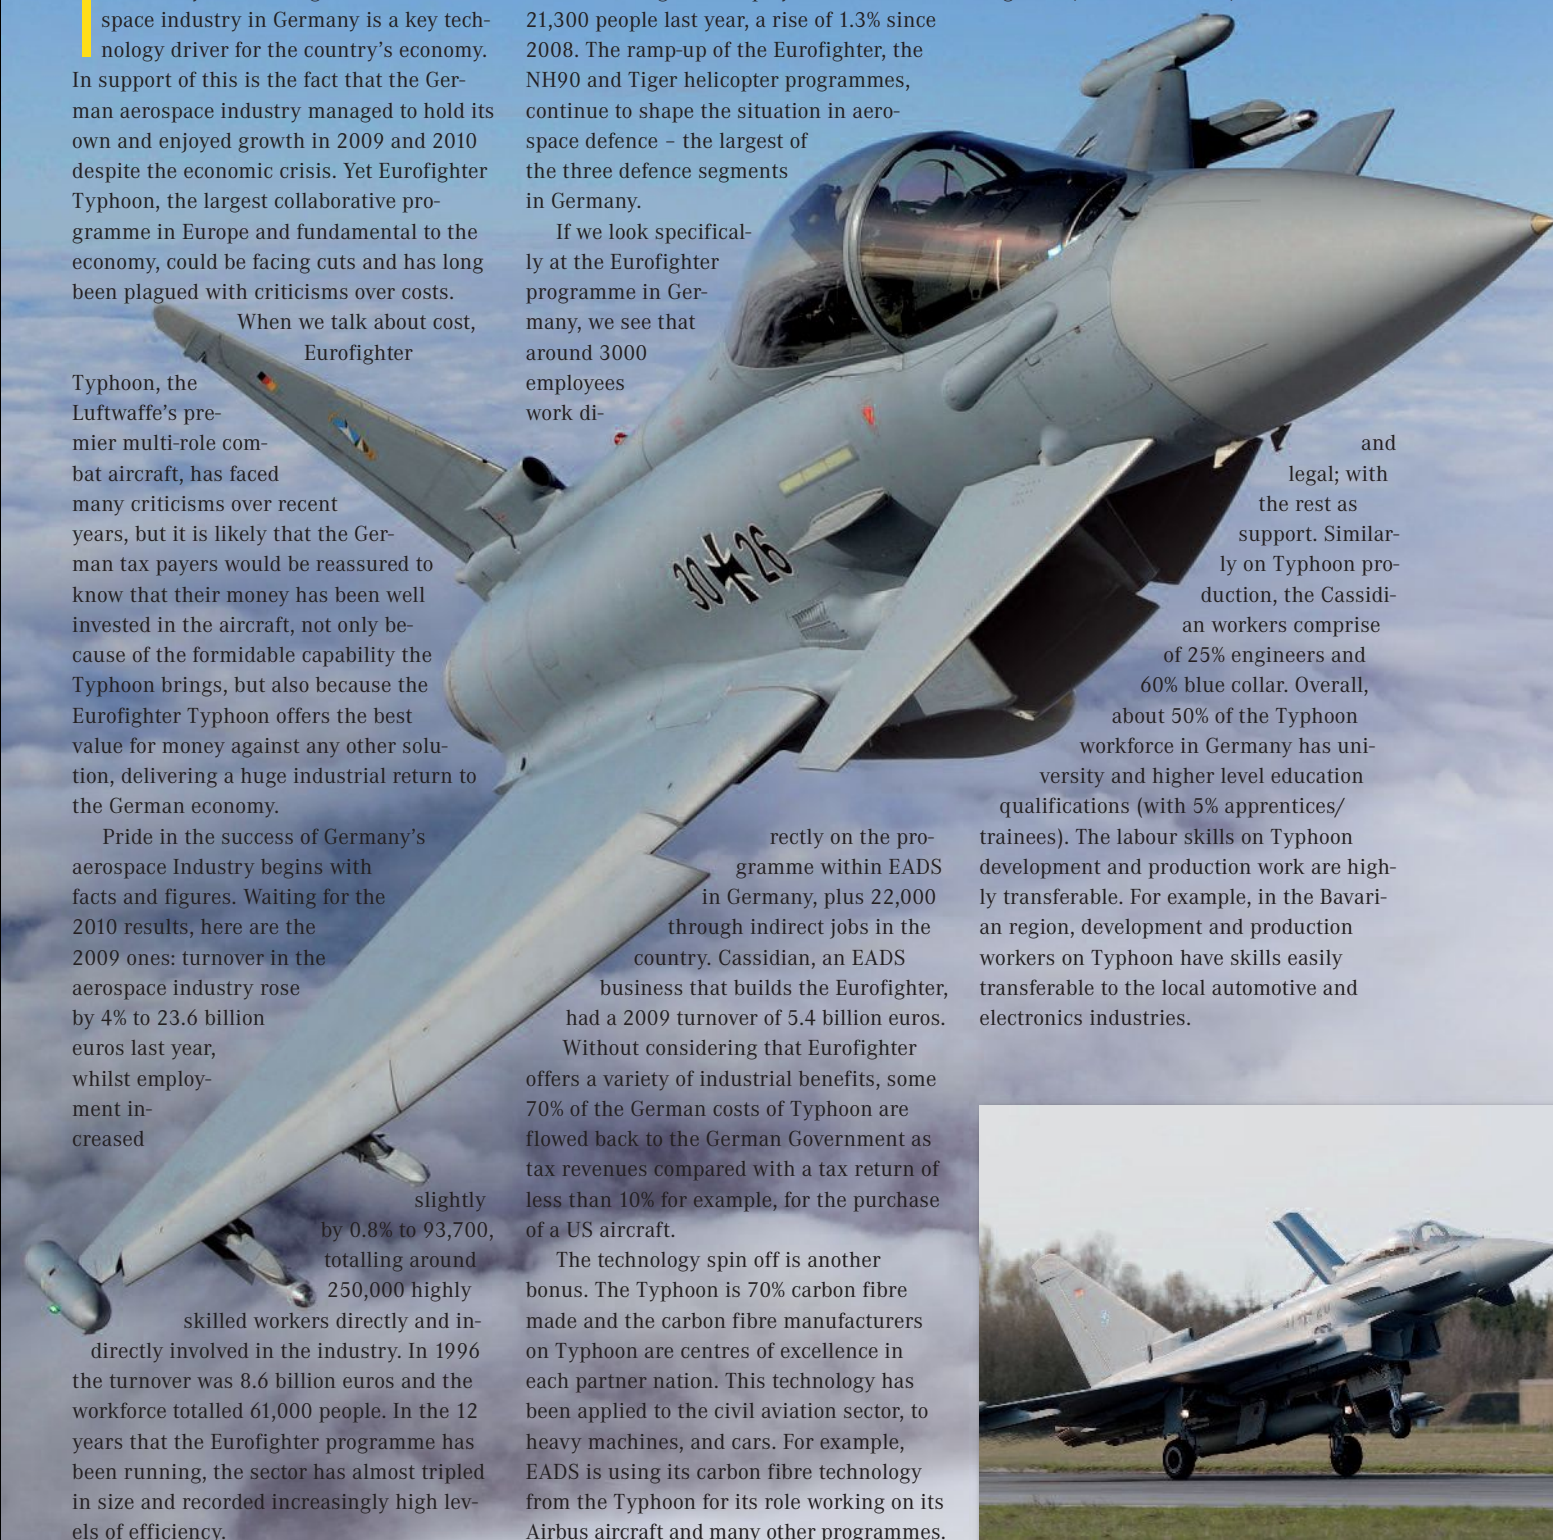 space industry in Germany is a key tech-
nology driver for the country's economy.
In support of this is the fact that the Ger-
man aerospace industry managed to hold its
own and enjoyed growth in 2009 and 2010
despite the economic crisis. Yet Eurofighter
Typhoon, the largest collaborative pro-
gramme in Europe and fundamental to the
economy, could be facing cuts and has long
been plagued with criticisms over costs.
When we talk about cost,
Eurofighter
Typhoon, the
Luftwaffe's pre-
mier multi-role com-
bat aircraft, has faced
many criticisms over recent
years, but it is likely that the Ger-
man tax payers would be reassured to
know that their money has been well
invested in the aircraft, not only be-
cause of the formidable capability the
Typhoon brings, but also because the
Eurofighter Typhoon offers the best
value for money against any other solu-
tion, delivering a huge industrial return to
the German economy.
Pride in the success of Germany's
aerospace Industry begins with
facts and figures. Waiting for the
2010 results, here are the
2009 ones: turnover in the
aerospace industry rose
by 4% to 23.6 billion
euros last year,
whilst employ-
ment in-
creased
slightly
by 0.8% to 93,700,
totalling around
250,000 highly
skilled workers directly and in-
directly involved in the industry. In 1996
the turnover was 8.6 billion euros and the
workforce totalled 61,000 people. In the 12
years that the Eurofighter programme has
been running, the sector has almost tripled
in size and recorded increasingly high lev-
els of efficiency.
21,300 people last year, a rise of 1.3% since
2008. The ramp-up of the Eurofighter, the
NH90 and Tiger helicopter programmes,
continue to shape the situation in aero-
space defence – the largest of
the three defence segments
in Germany.
If we look specifical-
ly at the Eurofighter
programme in Ger-
many, we see that
around 3000
employees
work di-
rectly on the pro-
gramme within EADS
in Germany, plus 22,000
through indirect jobs in the
country. Cassidian, an EADS
business that builds the Eurofighter,
had a 2009 turnover of 5.4 billion euros.
Without considering that Eurofighter
offers a variety of industrial benefits, some
70% of the German costs of Typhoon are
flowed back to the German Government as
tax revenues compared with a tax return of
less than 10% for example, for the purchase
of a US aircraft.
The technology spin off is another
bonus. The Typhoon is 70% carbon fibre
made and the carbon fibre manufacturers
on Typhoon are centres of excellence in
each partner nation. This technology has
been applied to the civil aviation sector, to
heavy machines, and cars. For example,
EADS is using its carbon fibre technology
from the Typhoon for its role working on its
Airbus aircraft and many other programmes.
and
legal; with
the rest as
support. Similar-
ly on Typhoon pro-
duction, the Cassidi-
an workers comprise
of 25% engineers and
60% blue collar. Overall,
about 50% of the Typhoon
workforce in Germany has uni-
versity and higher level education
qualifications (with 5% apprentices/
trainees). The labour skills on Typhoon
development and production work are high-
ly transferable. For example, in the Bavari-
an region, development and production
workers on Typhoon have skills easily
transferable to the local automotive and
electronics industries.
30 26